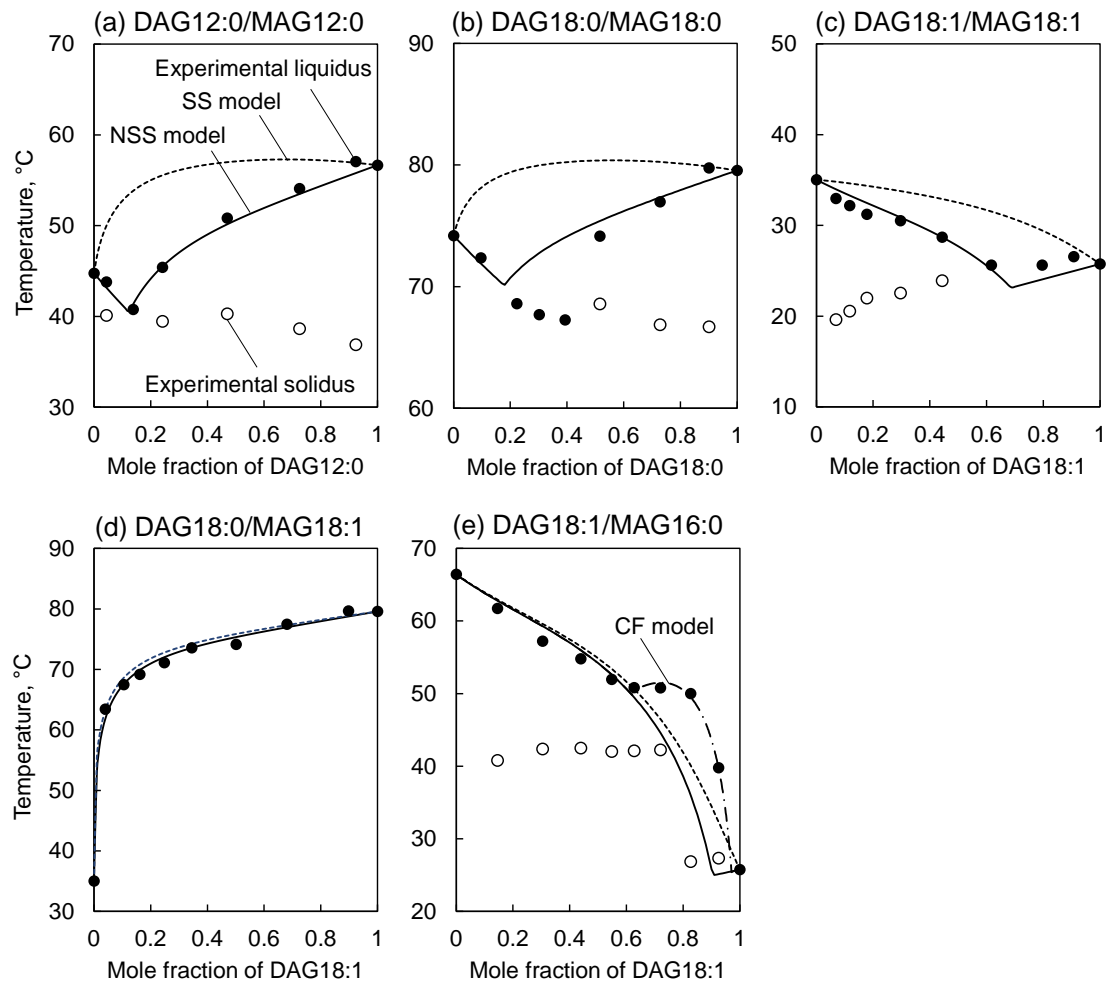 (a) DAG12:0/MAG12:0
70
60
50
40
30
Temperature, °C
Experimental liquidus
SS model
NSS model
Experimental solidus
0 0.2 0.4 0.6 0.8 1
Mole fraction of DAG12:0
(b) DAG18:0/MAG18:0
90
80
70
60
0 0.2 0.4 0.6 0.8 1
Mole fraction of DAG18:0
(c) DAG18:1/MAG18:1
50
40
30
20
10
0 0.2 0.4 0.6 0.8 1
Mole fraction of DAG18:1
(d) DAG18:0/MAG18:1
90
80
70
60
50
40
30
Temperature, °C
0 0.2 0.4 0.6 0.8 1
Mole fraction of DAG18:1
(e) DAG18:1/MAG16:0
70
60
50
40
30
20
CF model
0 0.2 0.4 0.6 0.8 1
Mole fraction of DAG18:1